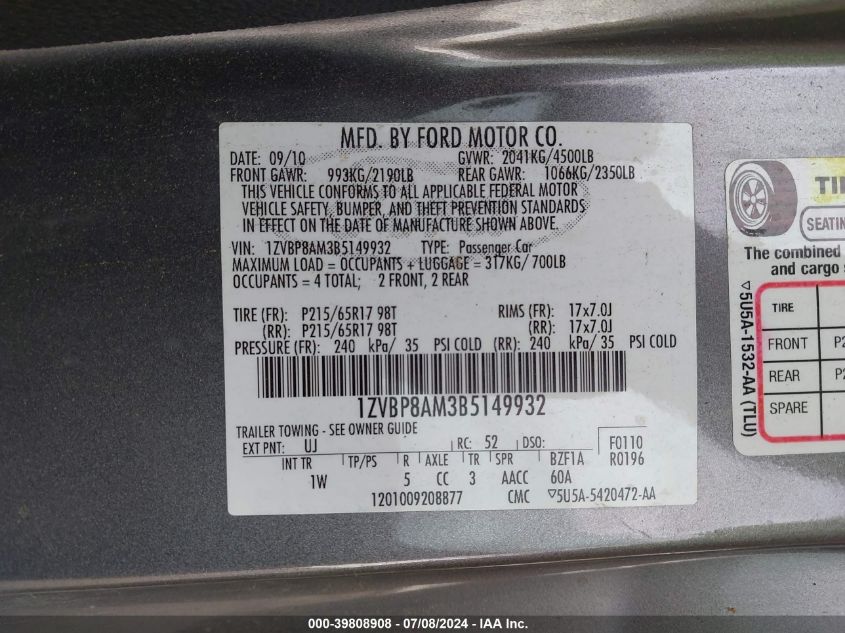 MFD. BY FORD MOTOR CO.
DATE: 09/10 GVWR: 2041KG/4500LB
FRONT GAWR: 993KG/2190LB REAR GAWR: 1066KG/2350LB
THIS VEHICLE CONFORMS TO ALL APPLICABLE FEDERAL MOTOR
VEHICLE SAFETY, BUMPER, AND THEFT PREVENTION STANDARDS
IN EFFECT ON THE DATE OF MANUFACTURE SHOWN ABOVE.
VIN: 1ZVBP8AM3B5149932 TYPE: Passenger Car
MAXIMUM LOAD = OCCUPANTS + LUGGAGE = 317KG/700LB
OCCUPANTS = 4 TOTAL; 2 FRONT, 2 REAR
TIRE (FR): P215/65R17 98T RIMS (FR): 17x7.0J
(RR): P215/65R17 98T (RR): 17x7.0J
PRESSURE (FR): 240 kPa/ 35 PSI COLD (RR): 240 kPa/ 35 PSI COLD
1ZVBP8AM3B5149932
TRAILER TOWING - SEE OWNER GUIDE
EXT PNT: UJ RC: 52 DSO: F0110
INT TR TP/PS R AXLE TR SPR BZF1A R0196
1W 5 CC 3 AACC 60A
1201009208877 CMC ▽5U5A-5420472-AA
SEATING
The combined
and cargo
▽5U5A-1532-AA (TLU)
TIRE
FRONT
REAR
SPARE
000-39808908 - 07/08/2024 - IAA Inc.